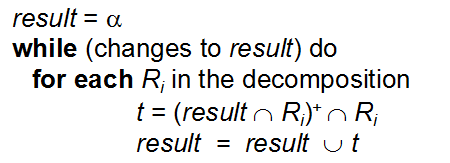 result = α
while (changes to result) do
for each Ri in the decomposition
t = (result ∩ Ri)+ ∩ Ri
result = result ∪ t